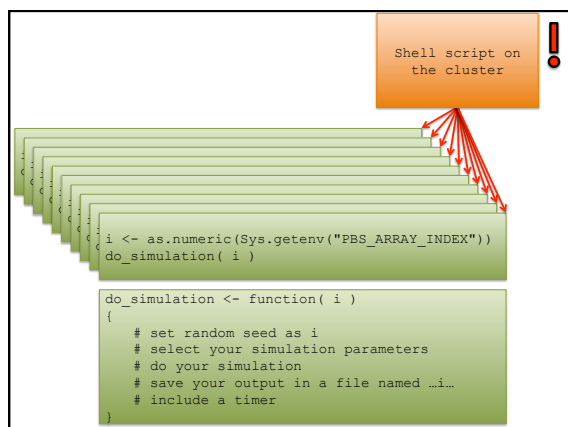 Shell script on
the cluster
!
i <- as.numeric(Sys.getenv("PBS_ARRAY_INDEX"))
do_simulation( i )
do_simulation <- function( i )
{
# set random seed as i
# select your simulation parameters
# do your simulation
# save your output in a file named …i…
# include a timer
}